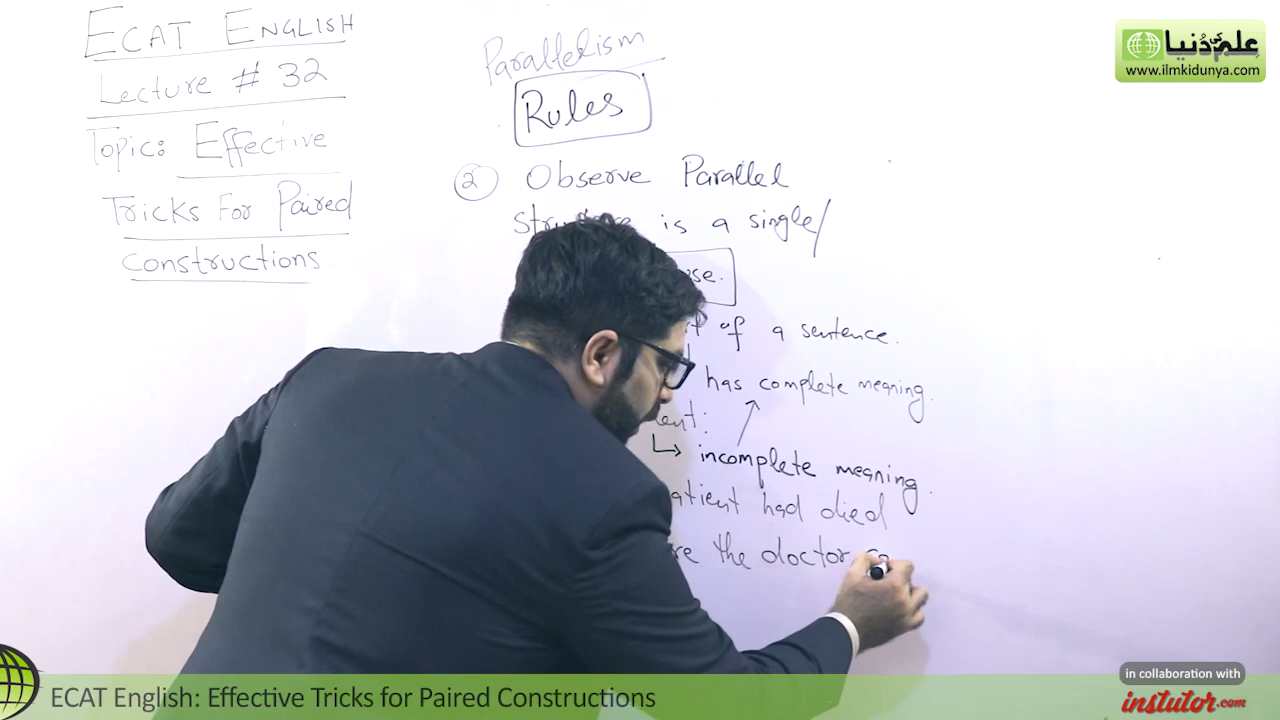 ECAT ENGLISH
Lecture # 32
Topic: Effective
Tricks For Paired
constructions.
Parallelism
Rules
2 Observe Parallel
is a single/
of a sentence.
has complete meaning.
↳ incomplete meaning.
had died
the doctor
علم کی دُنیا
www.ilmkidunya.com
ECAT English: Effective Tricks for Paired Constructions
in collaboration with
instutor.com